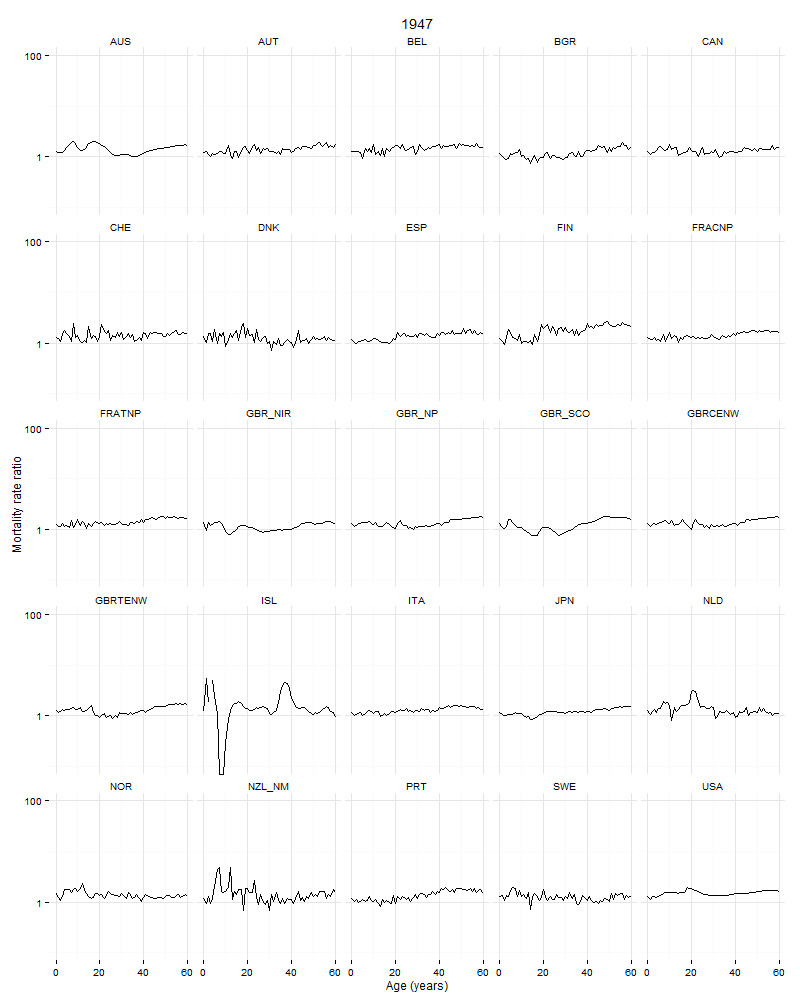 1947
AUS AUT BEL BGR CAN
100
1
CHE DNK ESP FIN FRACNP
100
1
FRATNP GBR_NIR GBR_NP GBR_SCO GBRCENW
100
1
Mortality rate ratio
GBRTENW ISL ITA JPN NLD
100
1
NOR NZL_NM PRT SWE USA
100
1
0 20 40 60 0 20 40 60 0 20 40 60 0 20 40 60 0 20 40 60
Age (years)